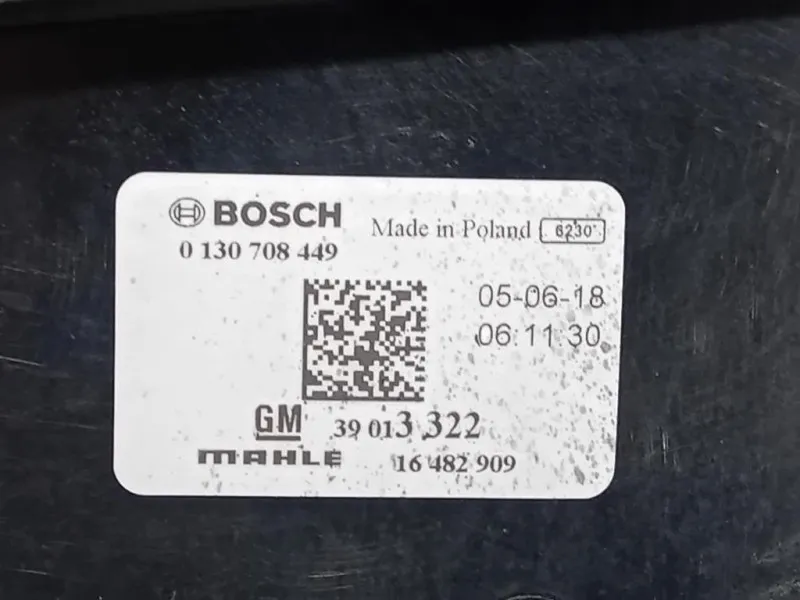 BOSCH Made in Poland 6230
0 130 708 449
05-06-18
06:11:30
GM 39 013 322
MAHLE 16 482 909